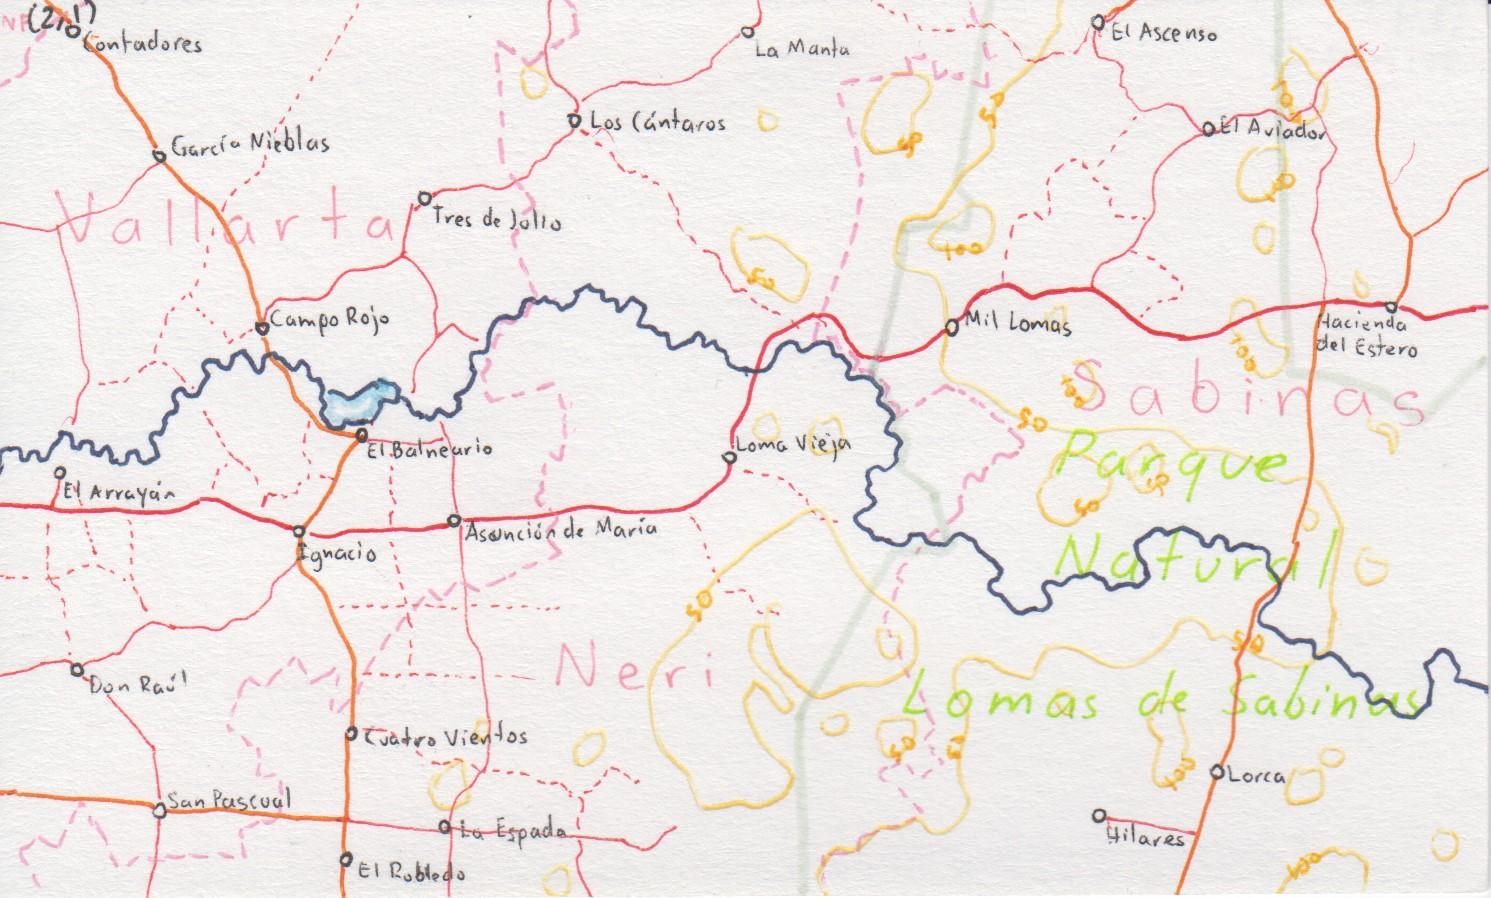 (2,1)
Contadores
La Manta
El Ascenso
Los Cántaros
El Aviador
García Nieblas
Vallarta
Tres de Julio
Campo Rojo
Mil Lomas
Hacienda
del Estero
Sabinas
El Balneario
Loma Vieja
Parque
Natural
Lomas de Sabinas
El Arrayán
Asunción de María
Ignacio
Neri
Don Raúl
Cuatro Vientos
San Pascual
La Espada
El Robledo
Lorca
Hilares
50
50
100
100
50
100
100
100
50
50
50
50
50
50
100
100